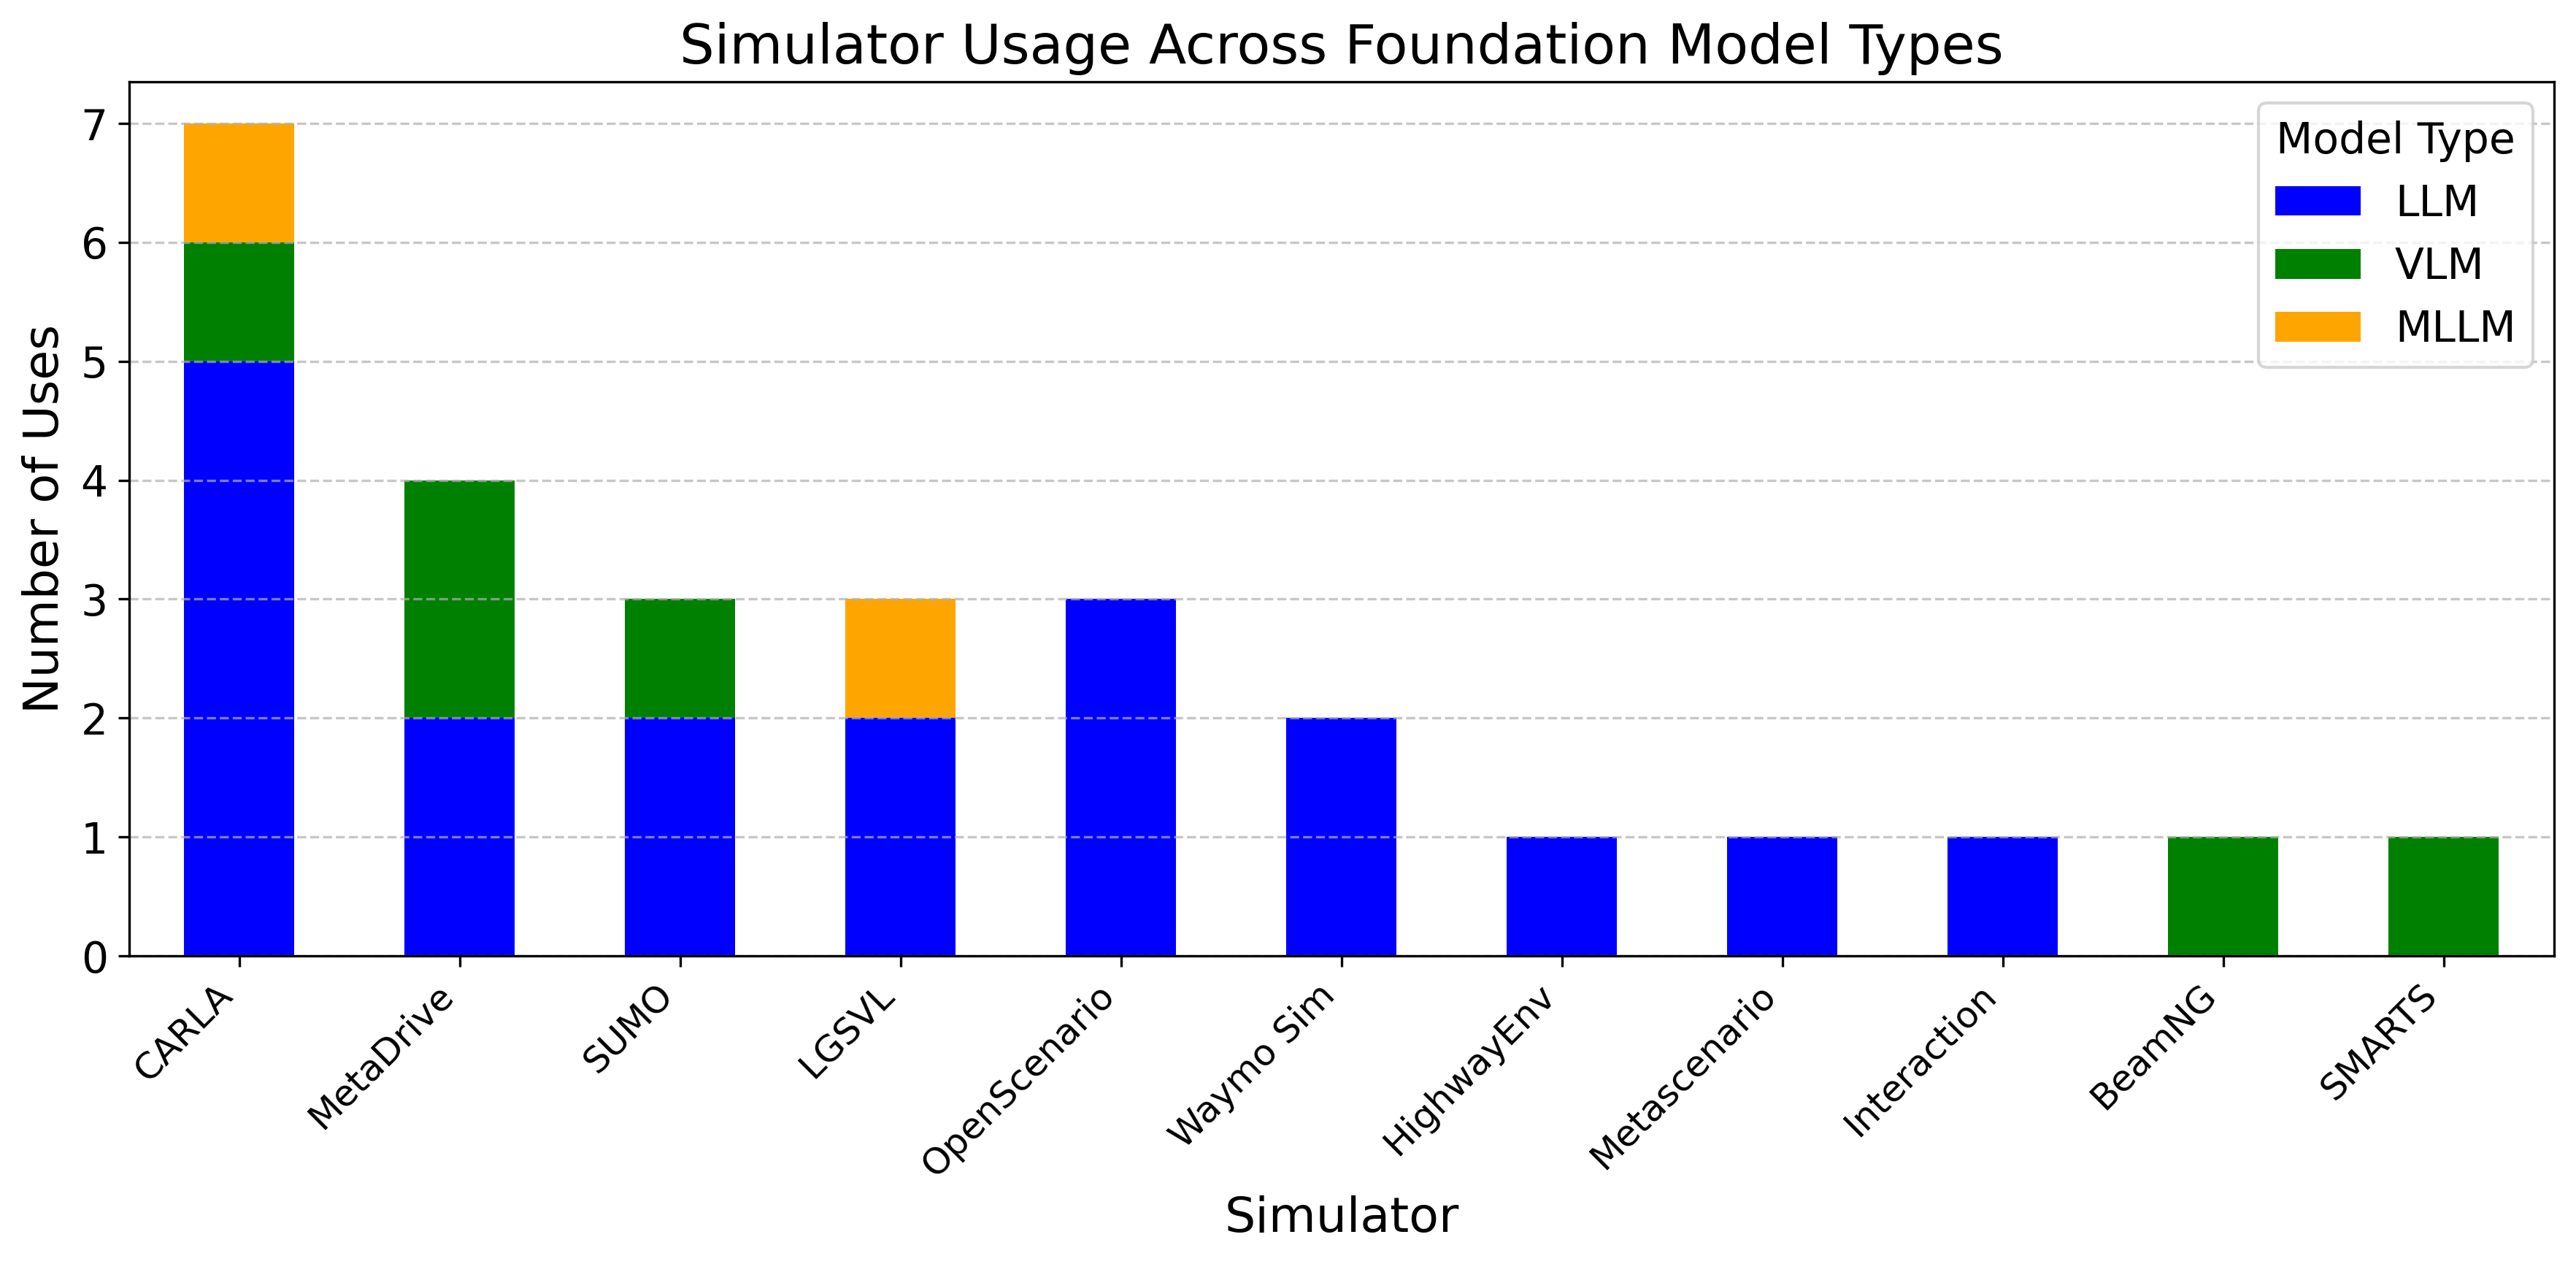 Simulator Usage Across Foundation Model Types
Number of Uses
7
6
5
4
3
2
1
0
Model Type
LLM
VLM
MLLM
CARLA
MetaDrive
SUMO
LGSVL
OpenScenario
Waymo Sim
HighwayEnv
Metascenario
Interaction
BeamNG
SMARTS
Simulator